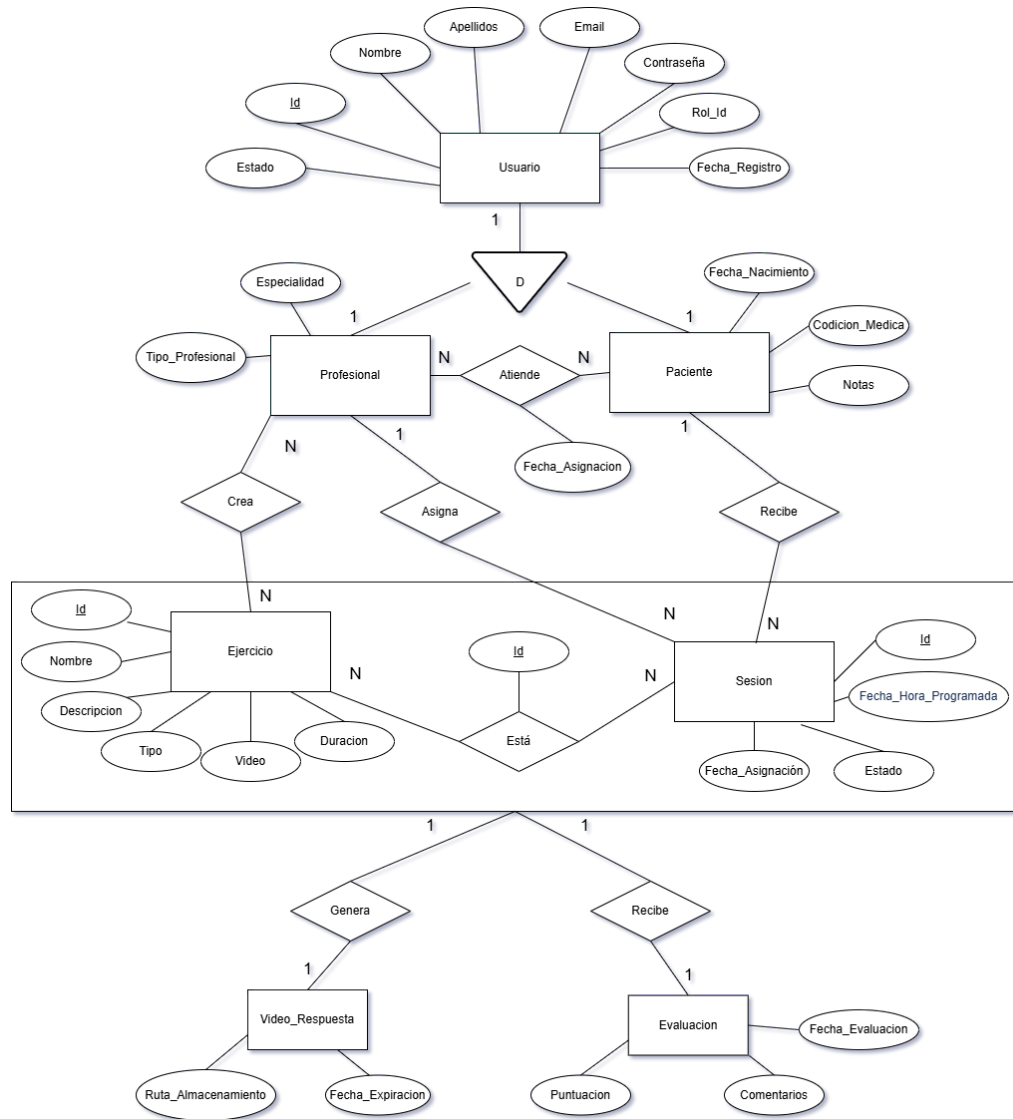 Apellidos
Email
Nombre
Contraseña
Id
Rol_Id
Estado
Usuario
Fecha_Registro
1
D
Especialidad
Fecha_Nacimiento
1
1
Codicion_Medica
Tipo_Profesional
N
N
Profesional
Atiende
Paciente
Notas
1
1
N
Fecha_Asignacion
Crea
Asigna
Recibe
Id
N
N
N
Id
Ejercicio
Id
Nombre
N
N
Sesion
Fecha_Hora_Programada
Descripcion
Duracion
Está
Tipo
Video
Fecha_Asignación
Estado
1
1
Genera
Recibe
1
1
Video_Respuesta
Evaluacion
Fecha_Evaluacion
Ruta_Almacenamiento
Fecha_Expiracion
Puntuacion
Comentarios